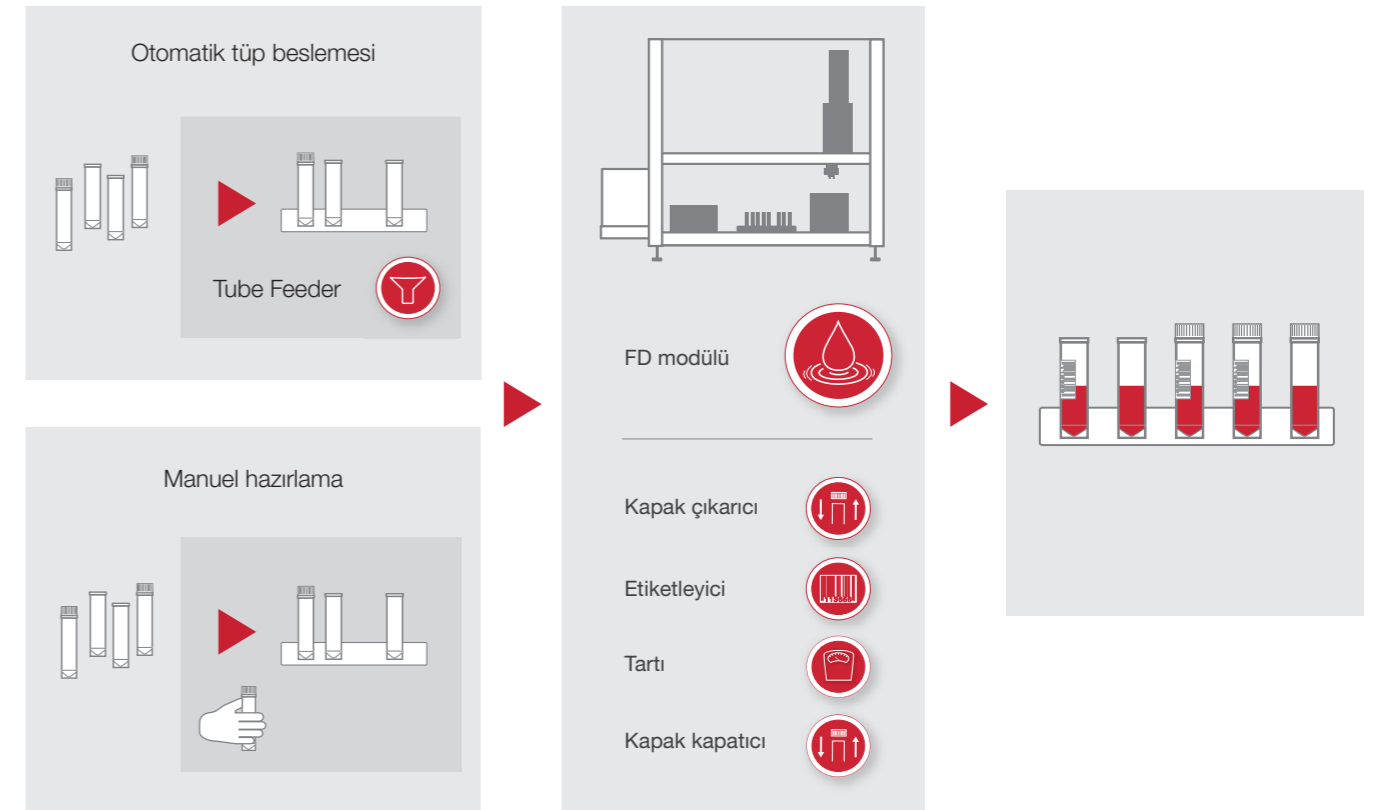 Otomatik tüp beslemesi
Tube Feeder
Manuel hazırlama
FD modülü
Kapak çıkarıcı
Etiketleyici
Tartı
Kapak kapatıcı